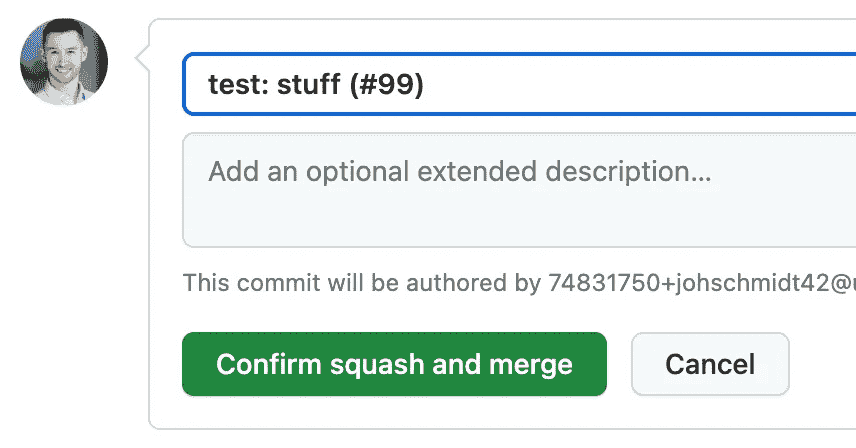 test: stuff (#99)
Add an optional extended description...
This commit will be authored by 74831750+johschmidt42@u
Confirm squash and merge
Cancel